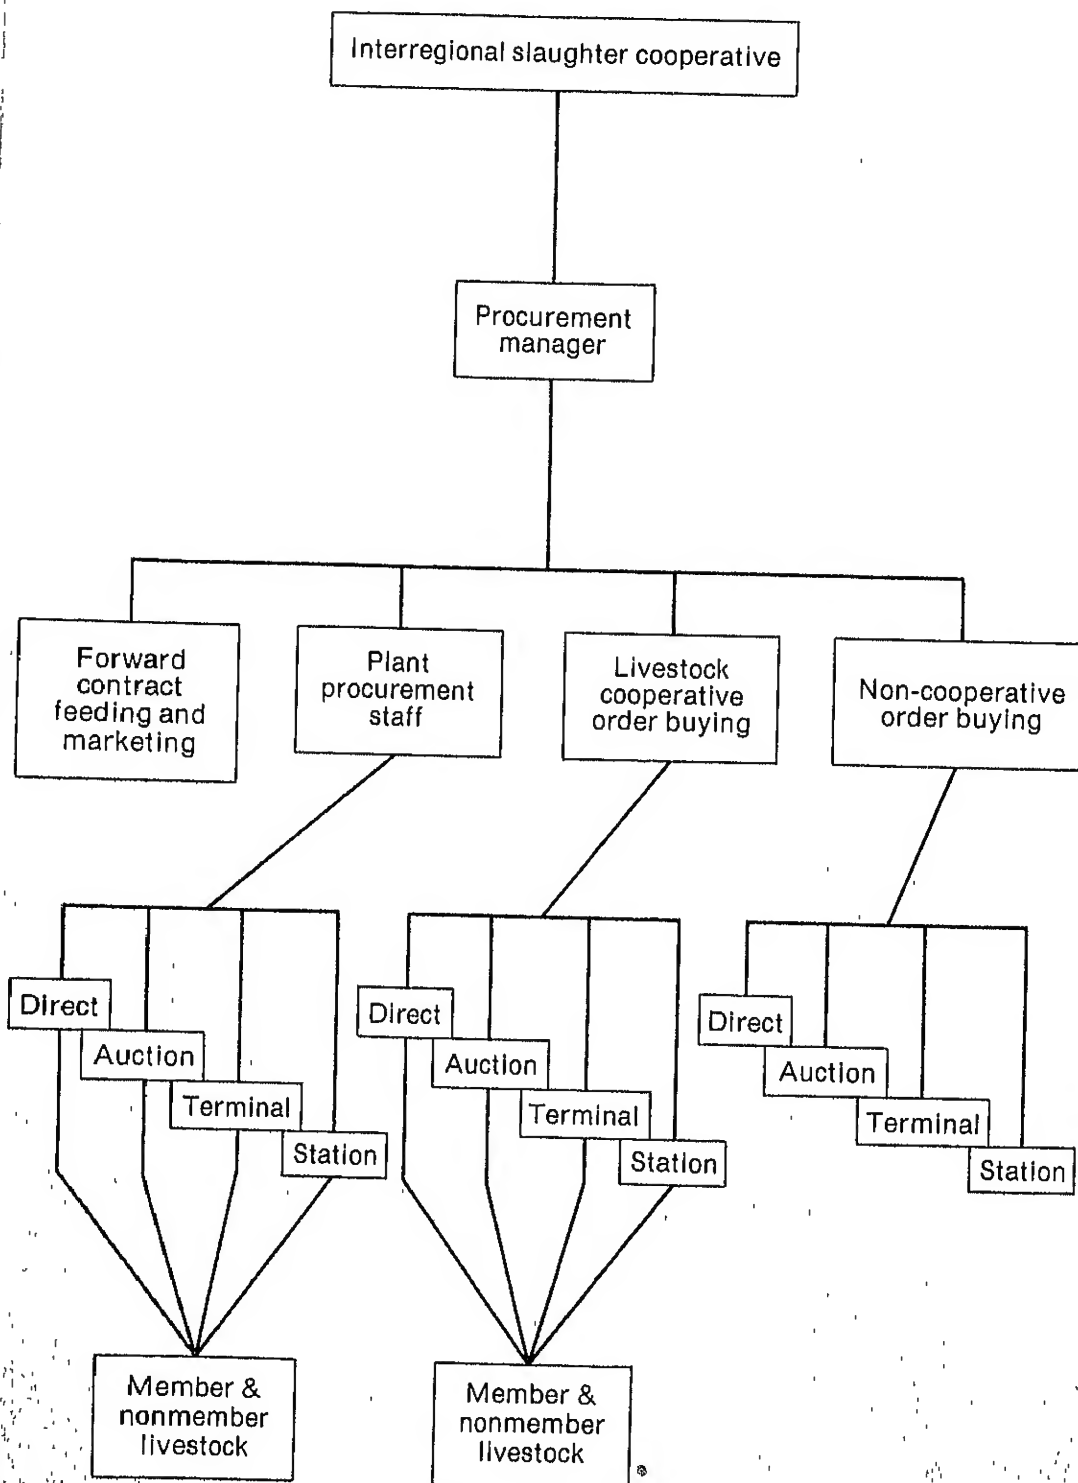 Interregional slaughter cooperative
Procurement
manager
Forward
contract
feeding and
marketing
Plant
procurement
staff
Livestock
cooperative
order buying
Non-cooperative
order buying
Direct
Auction
Terminal
Station
Direct
Auction
Terminal
Station
Direct
Auction
Terminal
Station
Member &
nonmember
livestock
Member &
nonmember
livestock